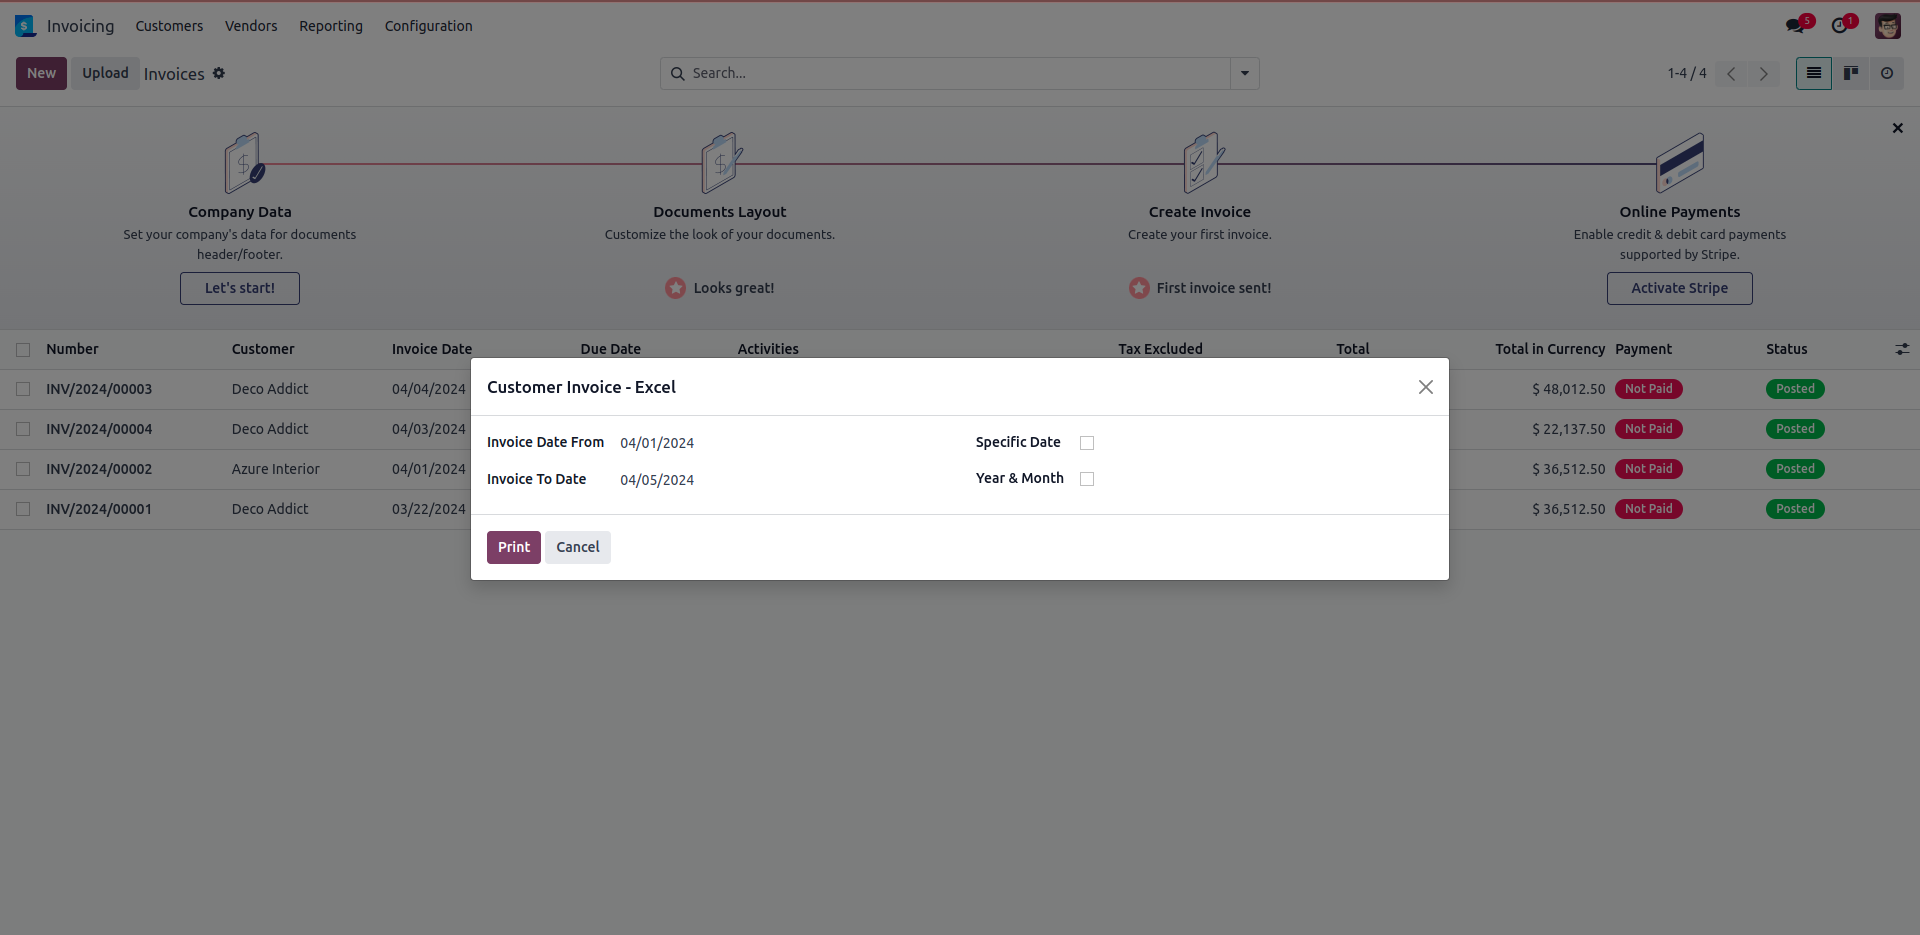 Invoicing Customers Vendors Reporting Configuration 5 1
New Upload Invoices Search... 1-4 / 4
Company Data
Set your company's data for documents
header/footer.
Let's start!
Documents Layout
Customize the look of your documents.
Looks great!
Create Invoice
Create your first invoice.
First invoice sent!
Online Payments
Enable credit & debit card payments
supported by Stripe.
Activate Stripe
Number Customer Invoice Date Due Date Activities Tax Excluded Total Total in Currency Payment Status
INV/2024/00003 Deco Addict 04/04/2024 $ 48,012.50 Not Paid Posted
INV/2024/00004 Deco Addict 04/03/2024 $ 22,137.50 Not Paid Posted
INV/2024/00002 Azure Interior 04/01/2024 $ 36,512.50 Not Paid Posted
INV/2024/00001 Deco Addict 03/22/2024 $ 36,512.50 Not Paid Posted
Customer Invoice - Excel
Invoice Date From 04/01/2024 Specific Date
Invoice To Date 04/05/2024 Year & Month
Print Cancel